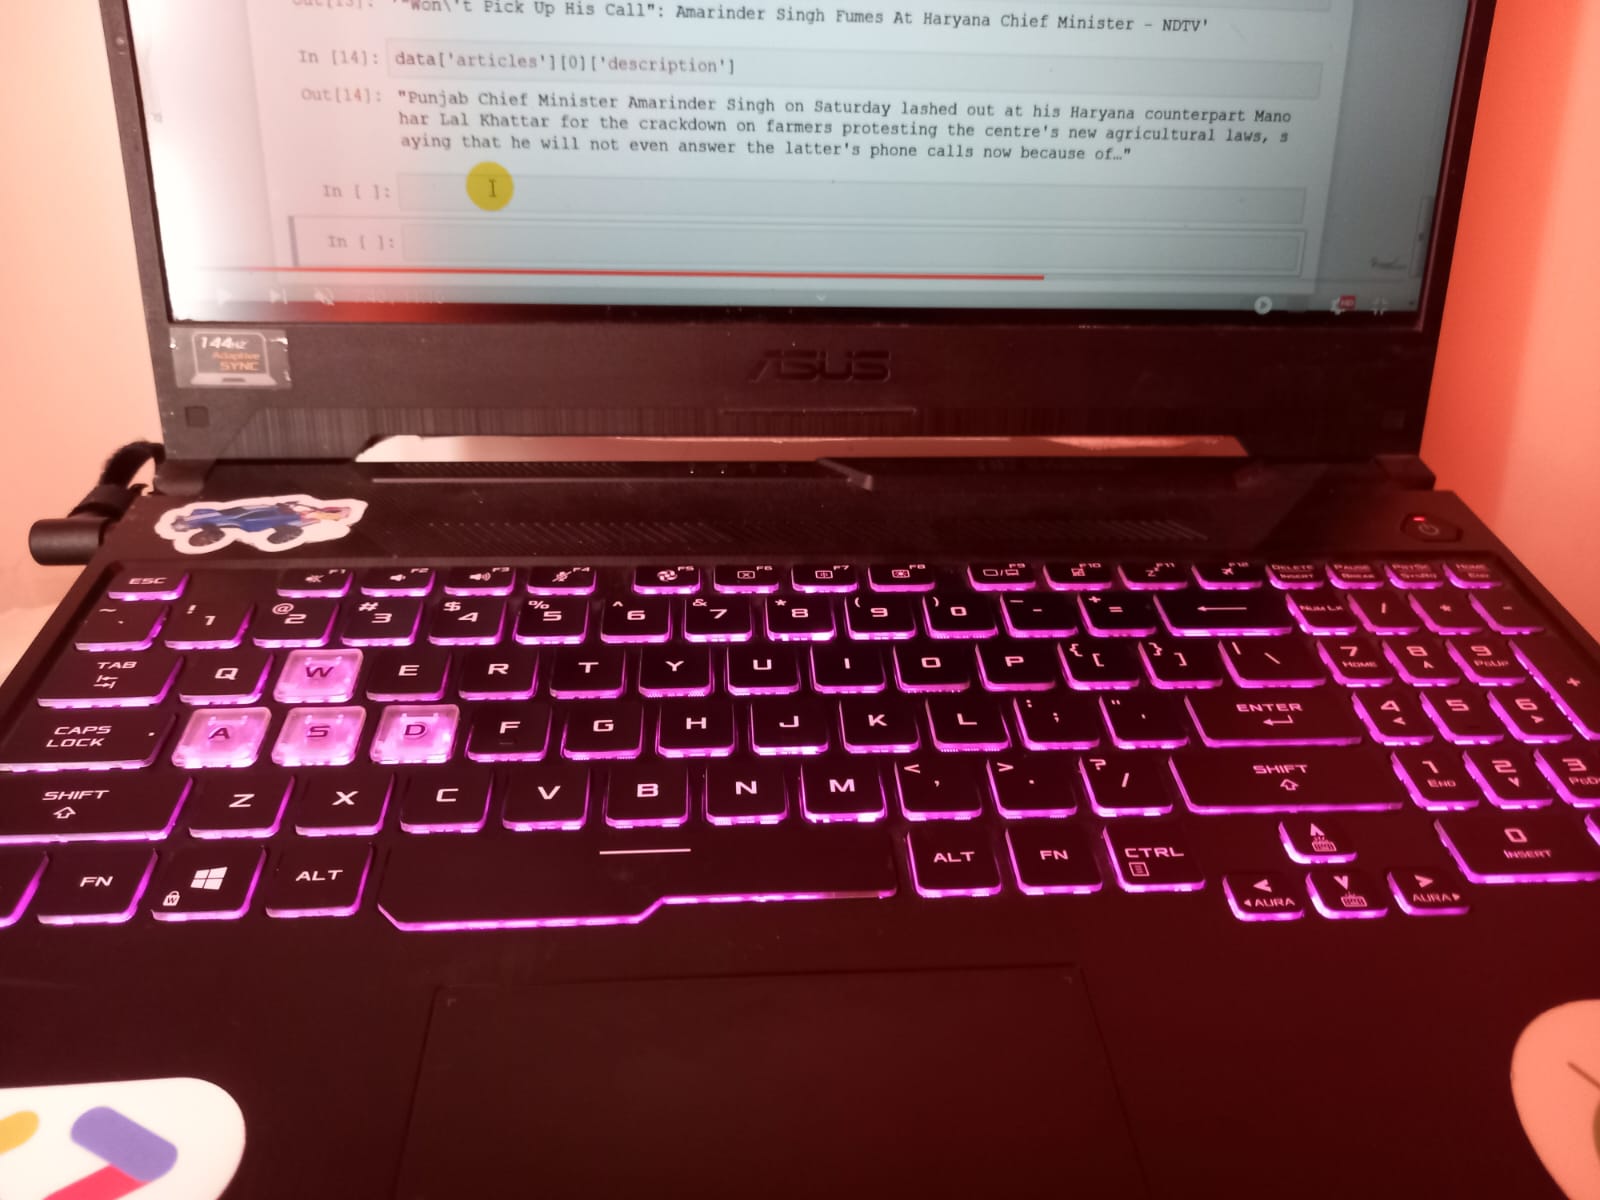 "Won\'t Pick Up His Call": Amarinder Singh Fumes At Haryana Chief Minister - NDTV'
In [14]: data['articles'][0]['description']
Out[14]: "Punjab Chief Minister Amarinder Singh on Saturday lashed out at his Haryana counterpart Mano
har Lal Khattar for the crackdown on farmers protesting the centre's new agricultural laws, s
aying that he will not even answer the latter's phone calls now because of…"
In [ ]:
In [ ]:
HD
144Hz
Adaptive
SYNC
ASUS
ESC F1 F2 F3 F4 F5 F6 F7 F8 F9 F10 F11 F12 DELETE INSERT PAUSE BREAK PRTSC SYSRQ HOME END
~ ` ! 1 @ 2 # 3 $ 4 % 5 ^ 6 & 7 * 8 ( 9 ) 0 _ - + = NUM LK / * -
TAB Q W E R T Y U I O P { [ } ] | \ 7 HOME 8 9 PGUP +
CAPS LOCK A S D F G H J K L : ; " ' ENTER 4 5 6
SHIFT Z X C V B N M < , > . ? / SHIFT 1 END 2 3 PGDN
FN ALT ALT FN CTRL 0 INSERT
AURA AURA